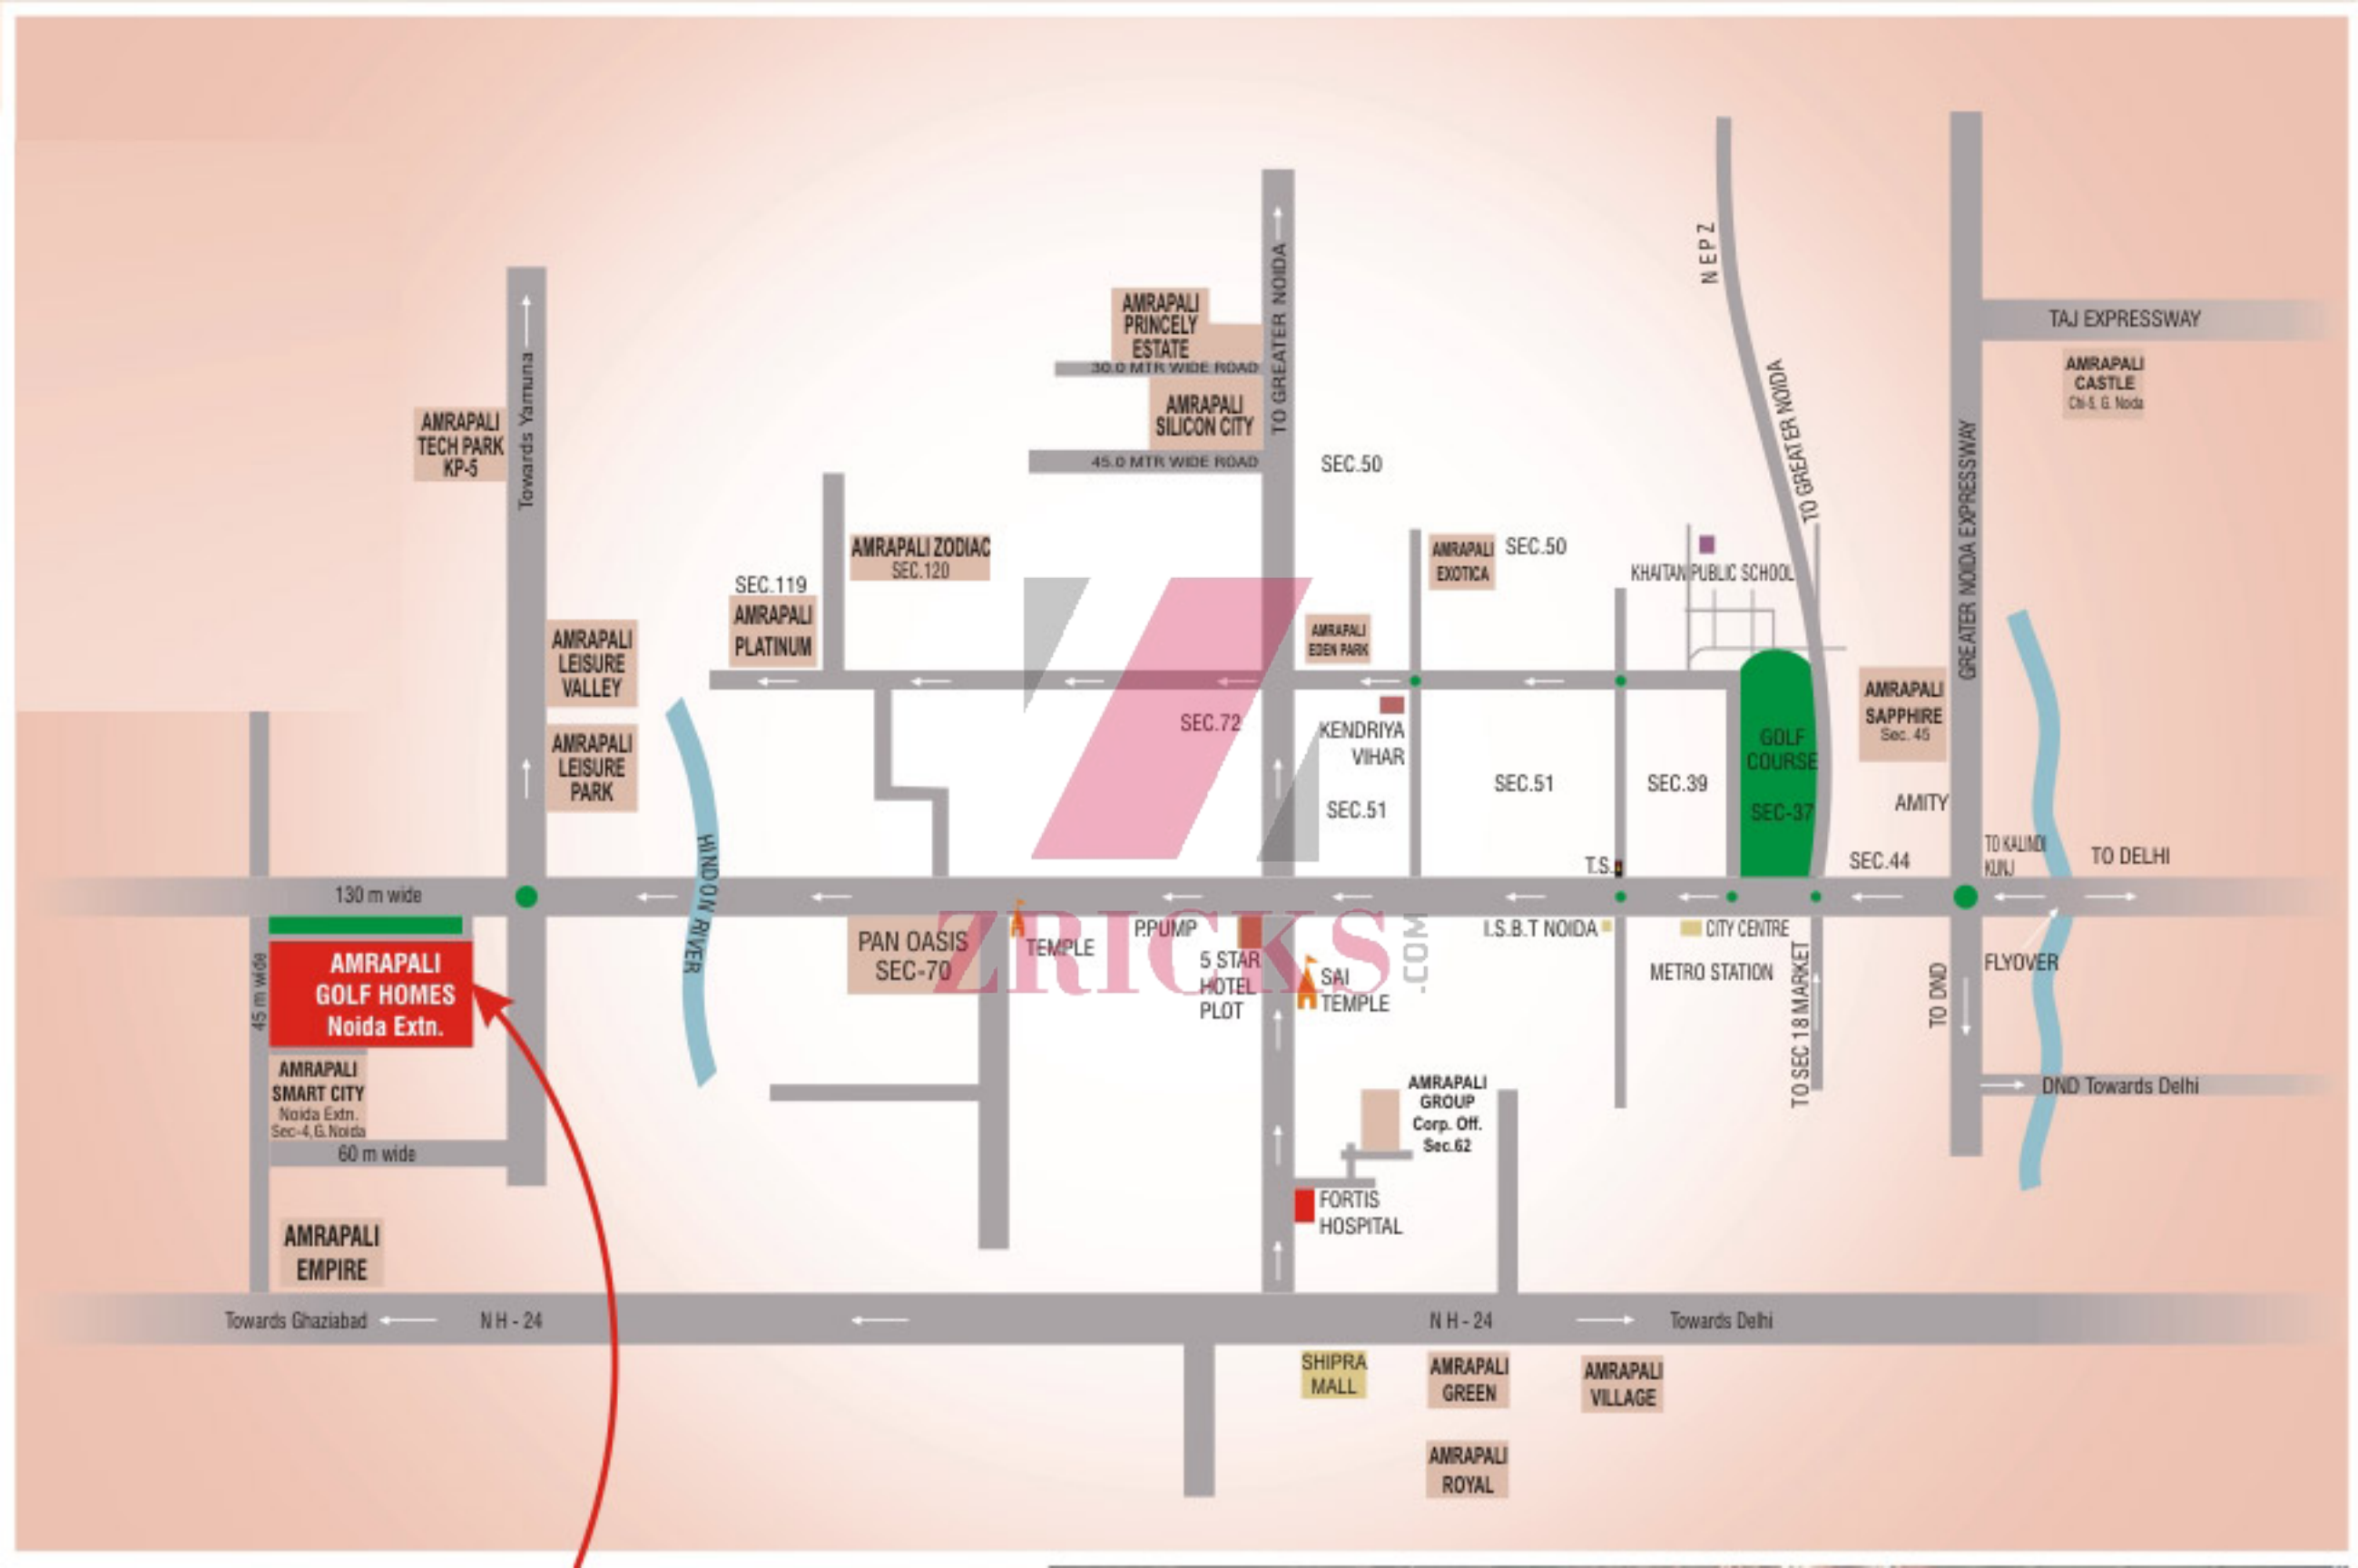 NEPZ
TO GREATER NOIDA
TO GREATER NOIDA
TAJ EXPRESSWAY
AMRAPALI
CASTLE
Chi-5, G. Noda
GREATER NOIDA EXPRESSWAY
AMRAPALI
PRINCELY
ESTATE
30.0 MTR WIDE ROAD
AMRAPALI
SILICON CITY
45.0 MTR WIDE ROAD
SEC.50
Towards Yamuna
AMRAPALI
TECH PARK
KP-5
AMRAPALI ZODIAC
SEC.120
SEC.119
AMRAPALI
PLATINUM
AMRAPALI
EXOTICA
SEC.50
KHAITAN PUBLIC SCHOOL
AMRAPALI
EDEN PARK
AMRAPALI
LEISURE
VALLEY
AMRAPALI
LEISURE
PARK
SEC.72
KENDRIYA
VIHAR
SEC.51
SEC.51
SEC.39
GOLF
COURSE
SEC-37
AMRAPALI
SAPPHIRE
Sec. 45
AMITY
SEC.44
TO KALINDI
KUNJ
TO DELHI
T.S.
HINDON RIVER
130 m wide
45 m wide
AMRAPALI
GOLF HOMES
Noida Extn.
PAN OASIS
SEC-70
TEMPLE
P.PUMP
5 STAR
HOTEL
PLOT
SAI
TEMPLE
ZRICKS
.COM
I.S.B.T NOIDA
CITY CENTRE
METRO STATION
TO SEC 18 MARKET
TO DND
FLYOVER
DND Towards Delhi
AMRAPALI
SMART CITY
Noida Extn.
Sec-4,G.Noida
60 m wide
AMRAPALI
GROUP
Corp. Off.
Sec.62
FORTIS
HOSPITAL
AMRAPALI
EMPIRE
Towards Ghaziabad
NH-24
NH-24
Towards Delhi
SHIPRA
MALL
AMRAPALI
GREEN
AMRAPALI
VILLAGE
AMRAPALI
ROYAL